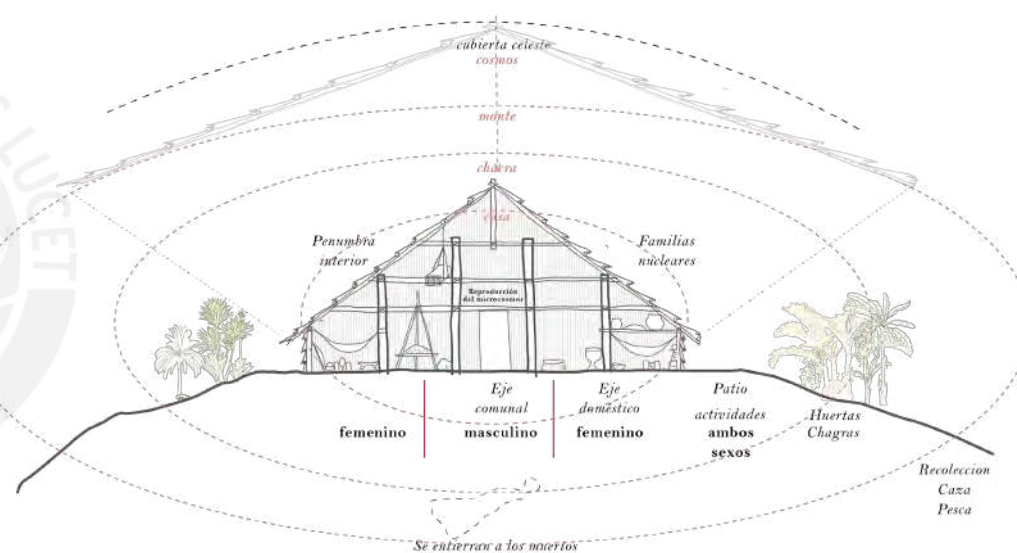 cubierta celeste
cosmos
monte
chacra
casa
Penumbra
interior
Familias
nucleares
Reproducción
del microcosmos
Eje
comunal
masculino
femenino
Eje
doméstico
femenino
Patio
actividades
ambos
sexos
Huertas
Chagras
Recoleccion
Caza
Pesca
Se entierran a los muertos
LUCET